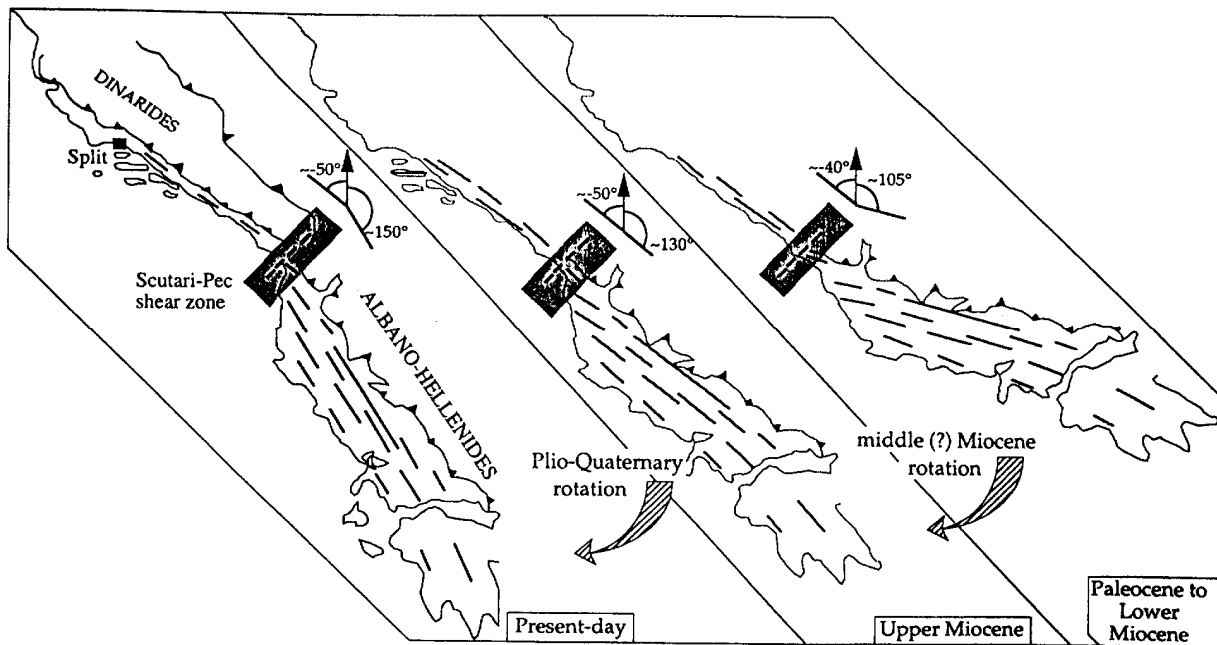 DINARIDES
Split
~-50°
~150°
Scutari-Pec
shear zone
ALBANO-HELLENIDES
Present-day
~-50°
~130°
Plio-Quaternary
rotation
Upper Miocene
~-40°
~105°
middle (?) Miocene
rotation
Paleocene to
Lower
Miocene